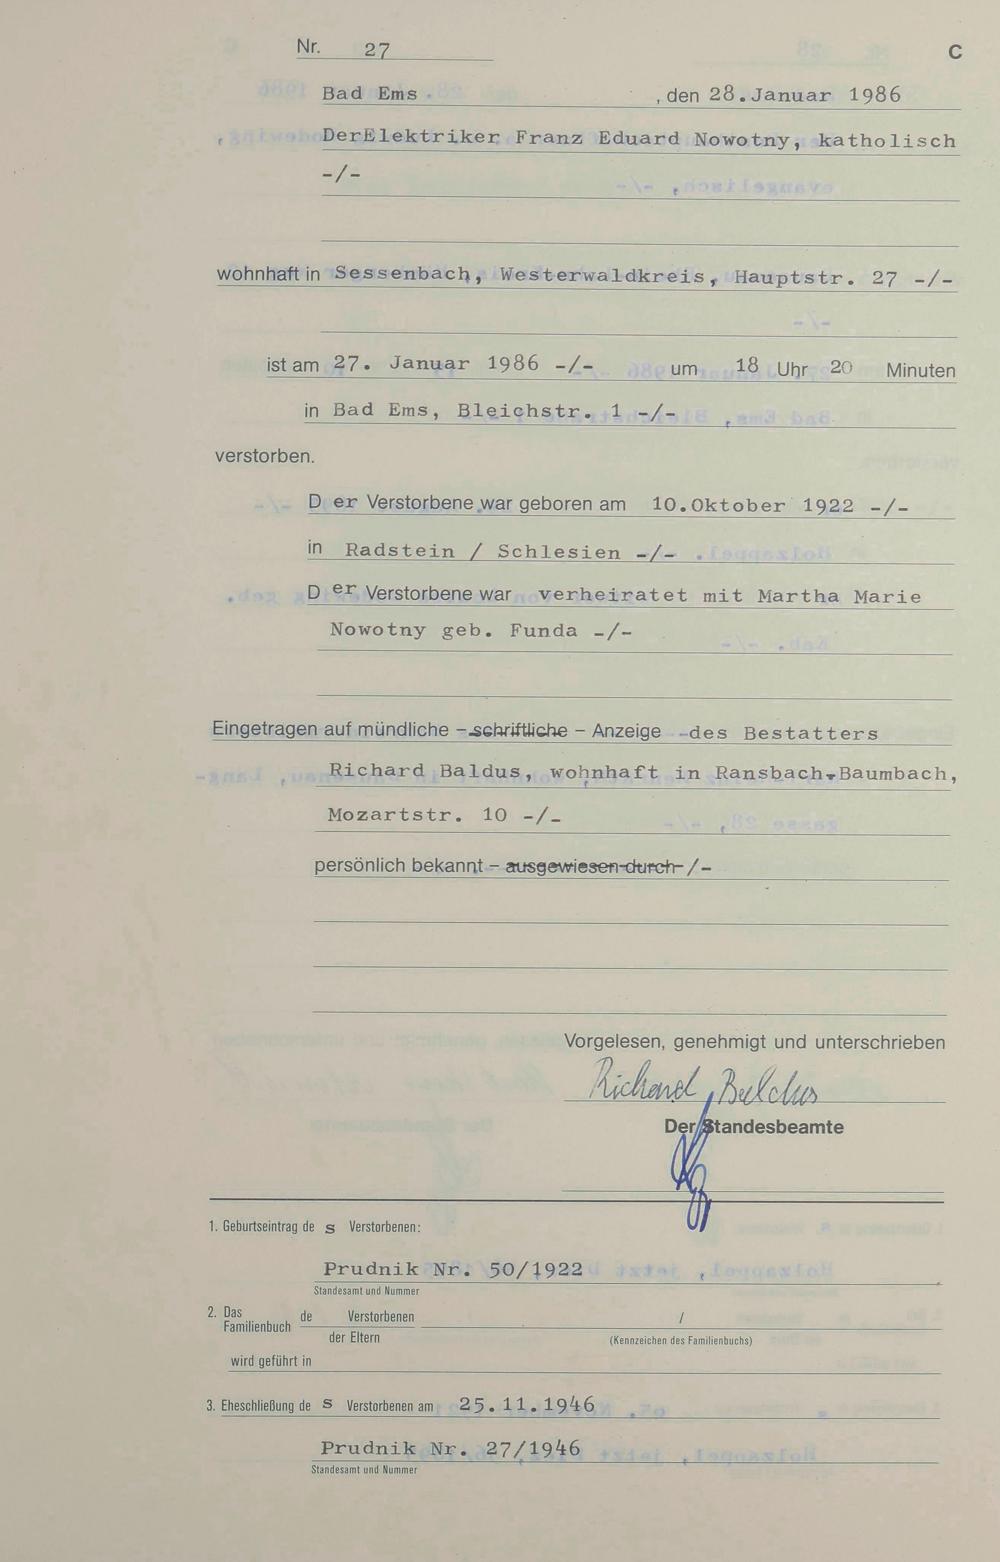 Nr. 27
C
Bad Ems , den 28.Januar 1986
DerElektriker Franz Eduard Nowotny, katholisch
-/-
wohnhaft in Sessenbach, Westerwaldkreis, Hauptstr. 27 -/-
ist am 27. Januar 1986 -/- um 18 Uhr 20 Minuten
in Bad Ems, Bleichstr. 1 -/-
verstorben.
D er Verstorbene war geboren am 10.Oktober 1922 -/-
in Radstein / Schlesien -/-
D er Verstorbene war verheiratet mit Martha Marie
Nowotny geb. Funda -/-
Eingetragen auf mündliche – schriftliche – Anzeige -des Bestatters
Richard Baldus, wohnhaft in Ransbach-Baumbach,
Mozartstr. 10 -/-
persönlich bekannt – ausgewiesen durch -/-
Vorgelesen, genehmigt und unterschrieben
Richard Baldus
Der Standesbeamte
1. Geburtseintrag de s Verstorbenen:
Prudnik Nr. 50/1922
Standesamt und Nummer
2. Das Familienbuch de Verstorbenen /
der Eltern (Kennzeichen des Familienbuchs)
wird geführt in
3. Eheschließung de s Verstorbenen am 25.11.1946
Prudnik Nr. 27/1946
Standesamt und Nummer